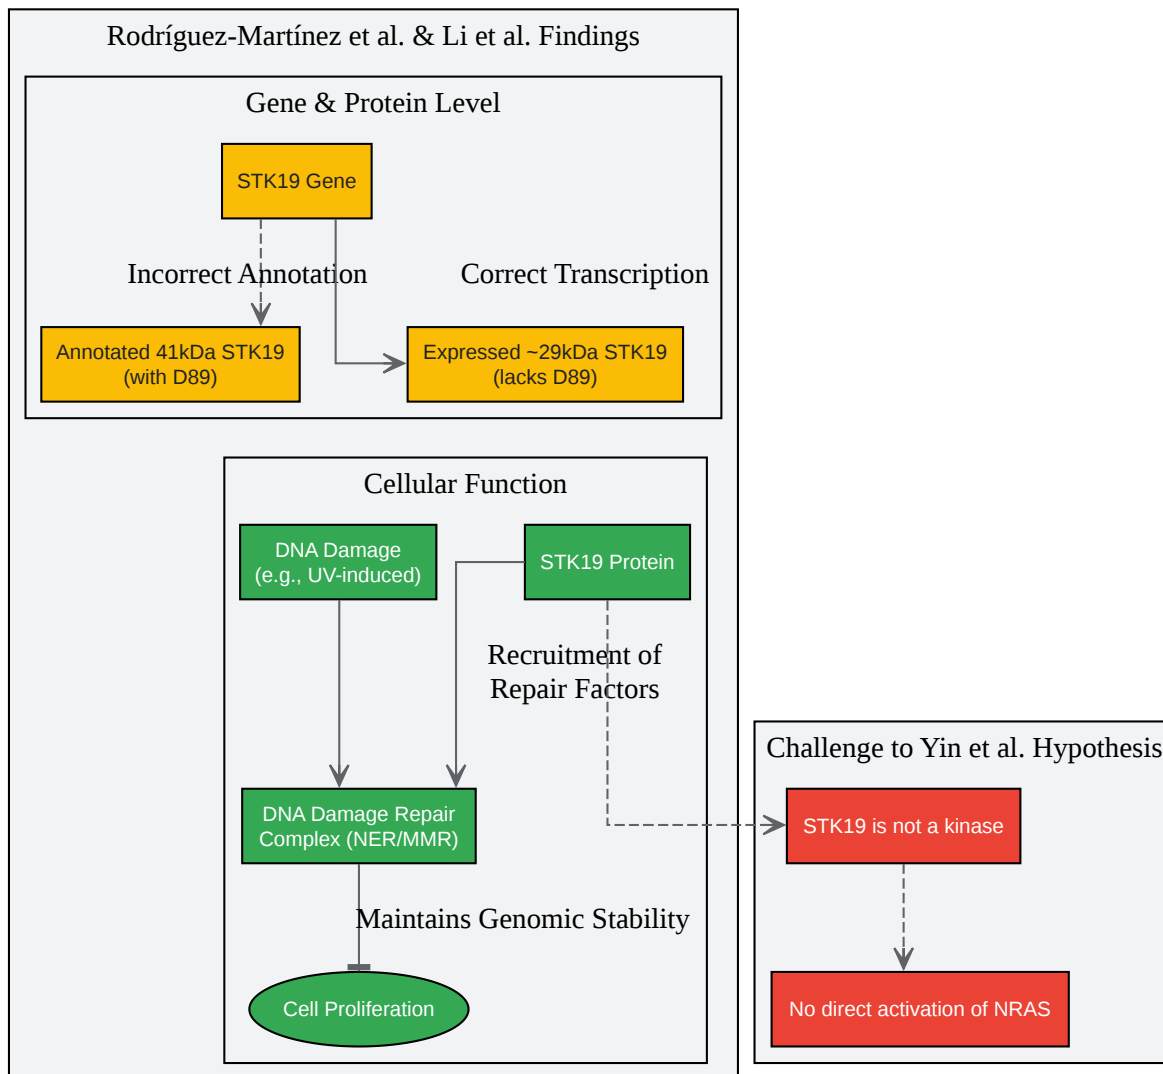 Rodríguez-Martínez et al. & Li et al. Findings
Gene & Protein Level
STK19 Gene
Incorrect Annotation
Correct Transcription
Annotated 41kDa STK19
(with D89)
Expressed ~29kDa STK19
(lacks D89)
Cellular Function
DNA Damage
(e.g., UV-induced)
STK19 Protein
Recruitment of
Repair Factors
DNA Damage Repair
Complex (NER/MMR)
Maintains Genomic Stability
Cell Proliferation
Challenge to Yin et al. Hypothesis
STK19 is not a kinase
No direct activation of NRAS